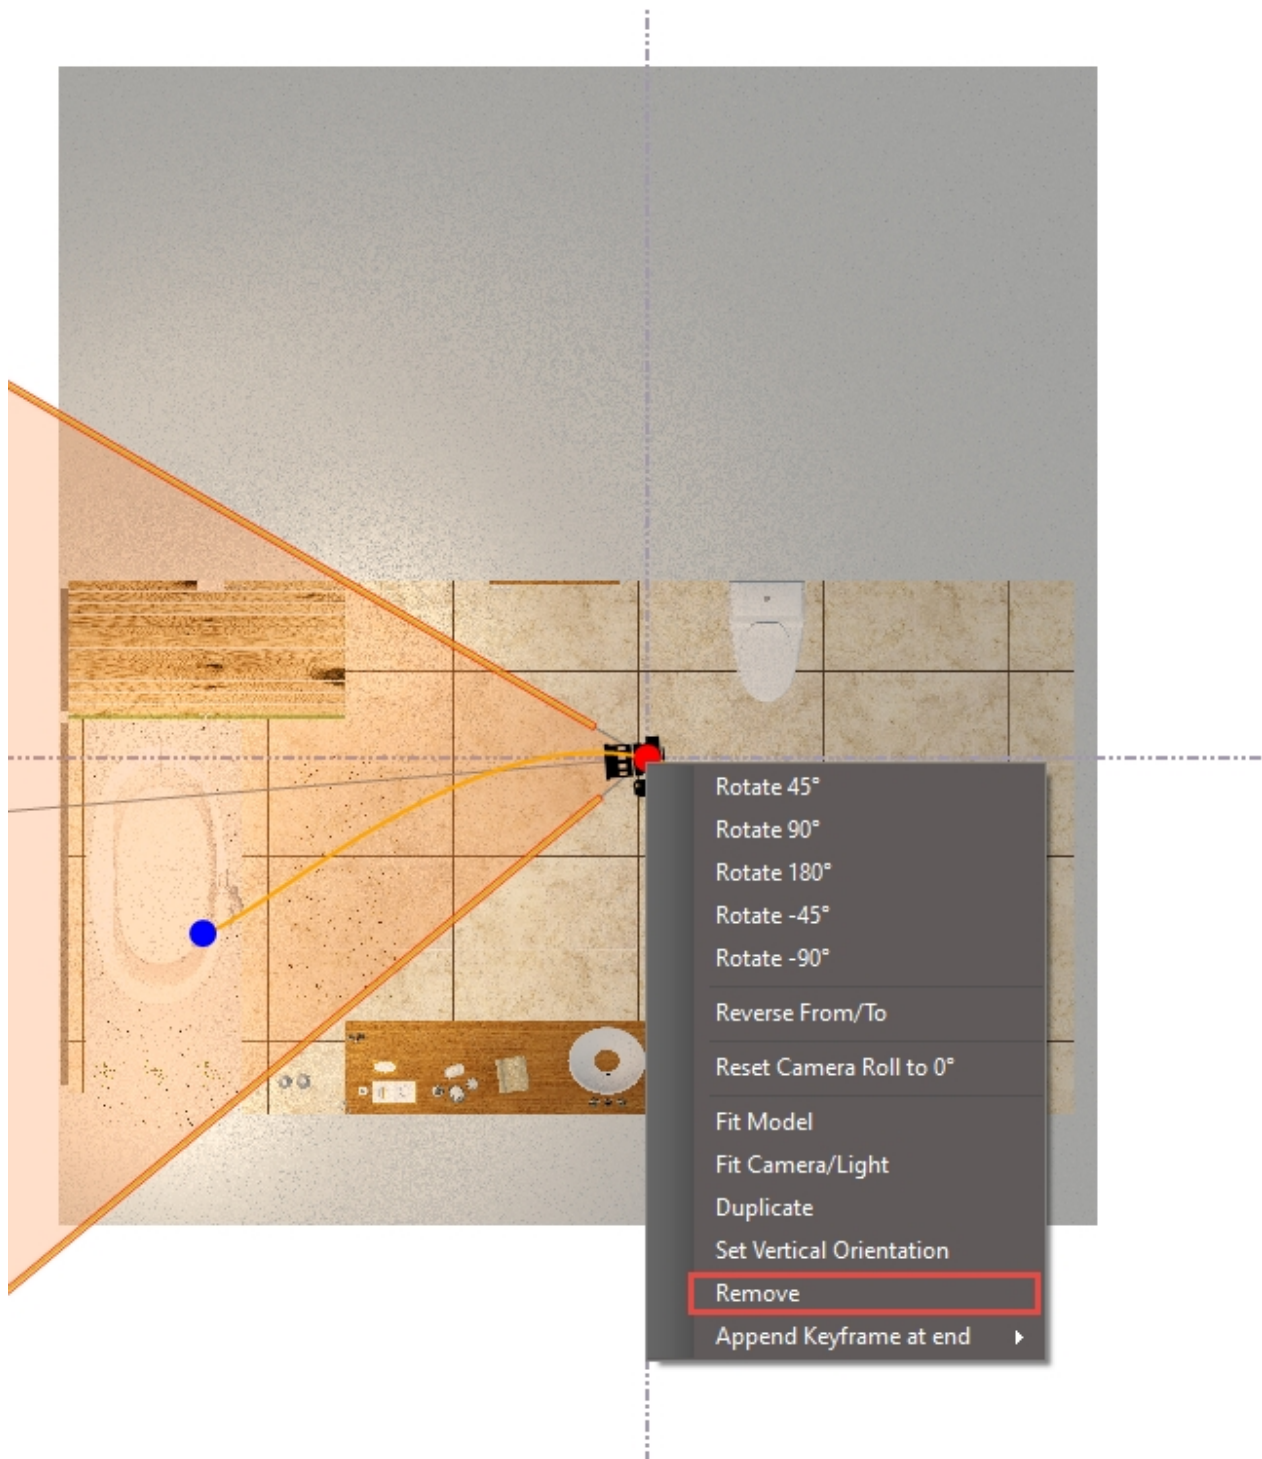 Rotate 45°
Rotate 90°
Rotate 180°
Rotate -45°
Rotate -90°
Reverse From/To
Reset Camera Roll to 0°
Fit Model
Fit Camera/Light
Duplicate
Set Vertical Orientation
Remove
Append Keyframe at end